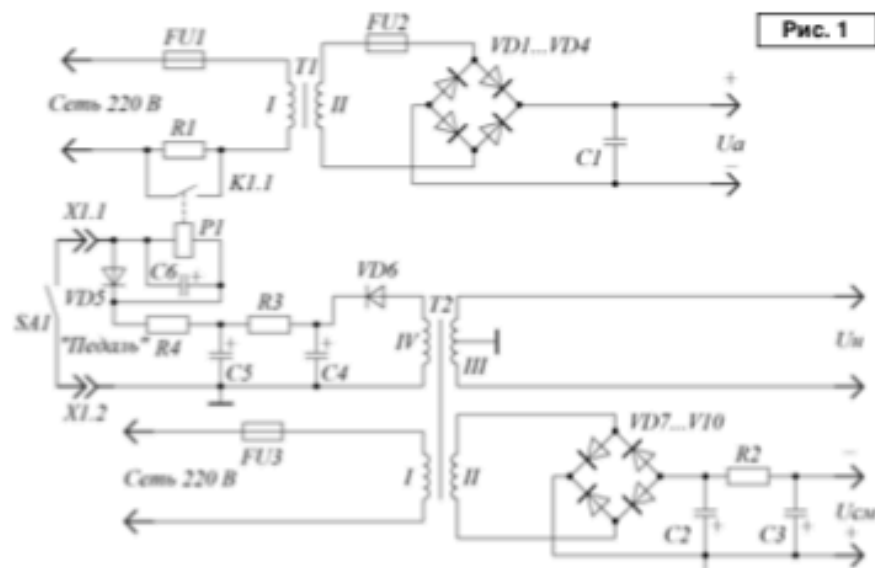 Рис. 1
FU1
FU2
VD1...VD4
T1
I
II
Сеть 220 В
R1
K1.1
C1
+
Uа
−
X1.1
P1
C6
+
VD5
VD6
T2
SA1
"Педаль"
R4
R3
+
C5
+
C4
IV
III
Uн
X1.2
FU3
Сеть 220 В
I
II
VD7...V10
R2
−
C2
+
C3
+
Uсм
+